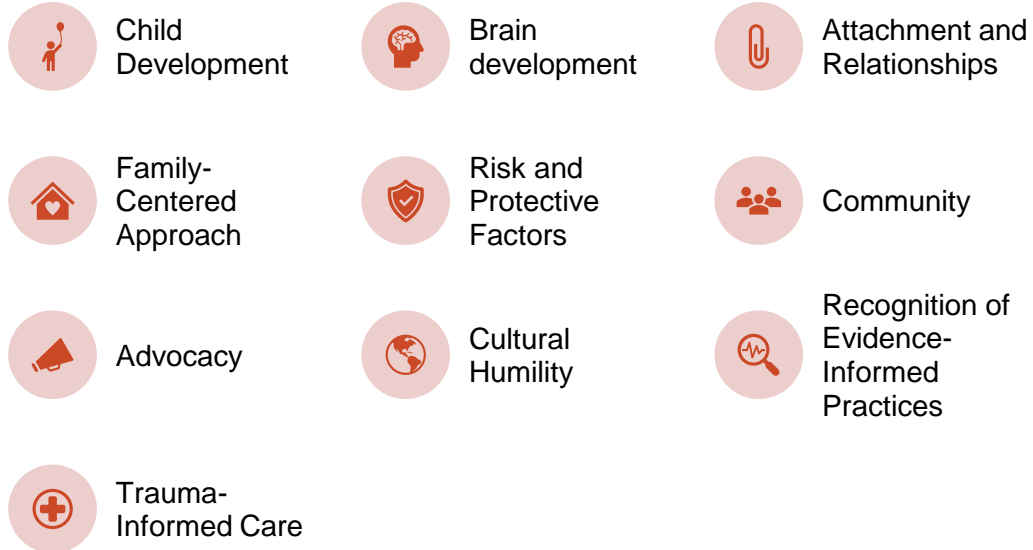 Child
Development
Brain
development
Attachment and
Relationships
Family-
Centered
Approach
Risk and
Protective
Factors
Community
Advocacy
Cultural
Humility
Recognition of
Evidence-
Informed
Practices
Trauma-
Informed Care